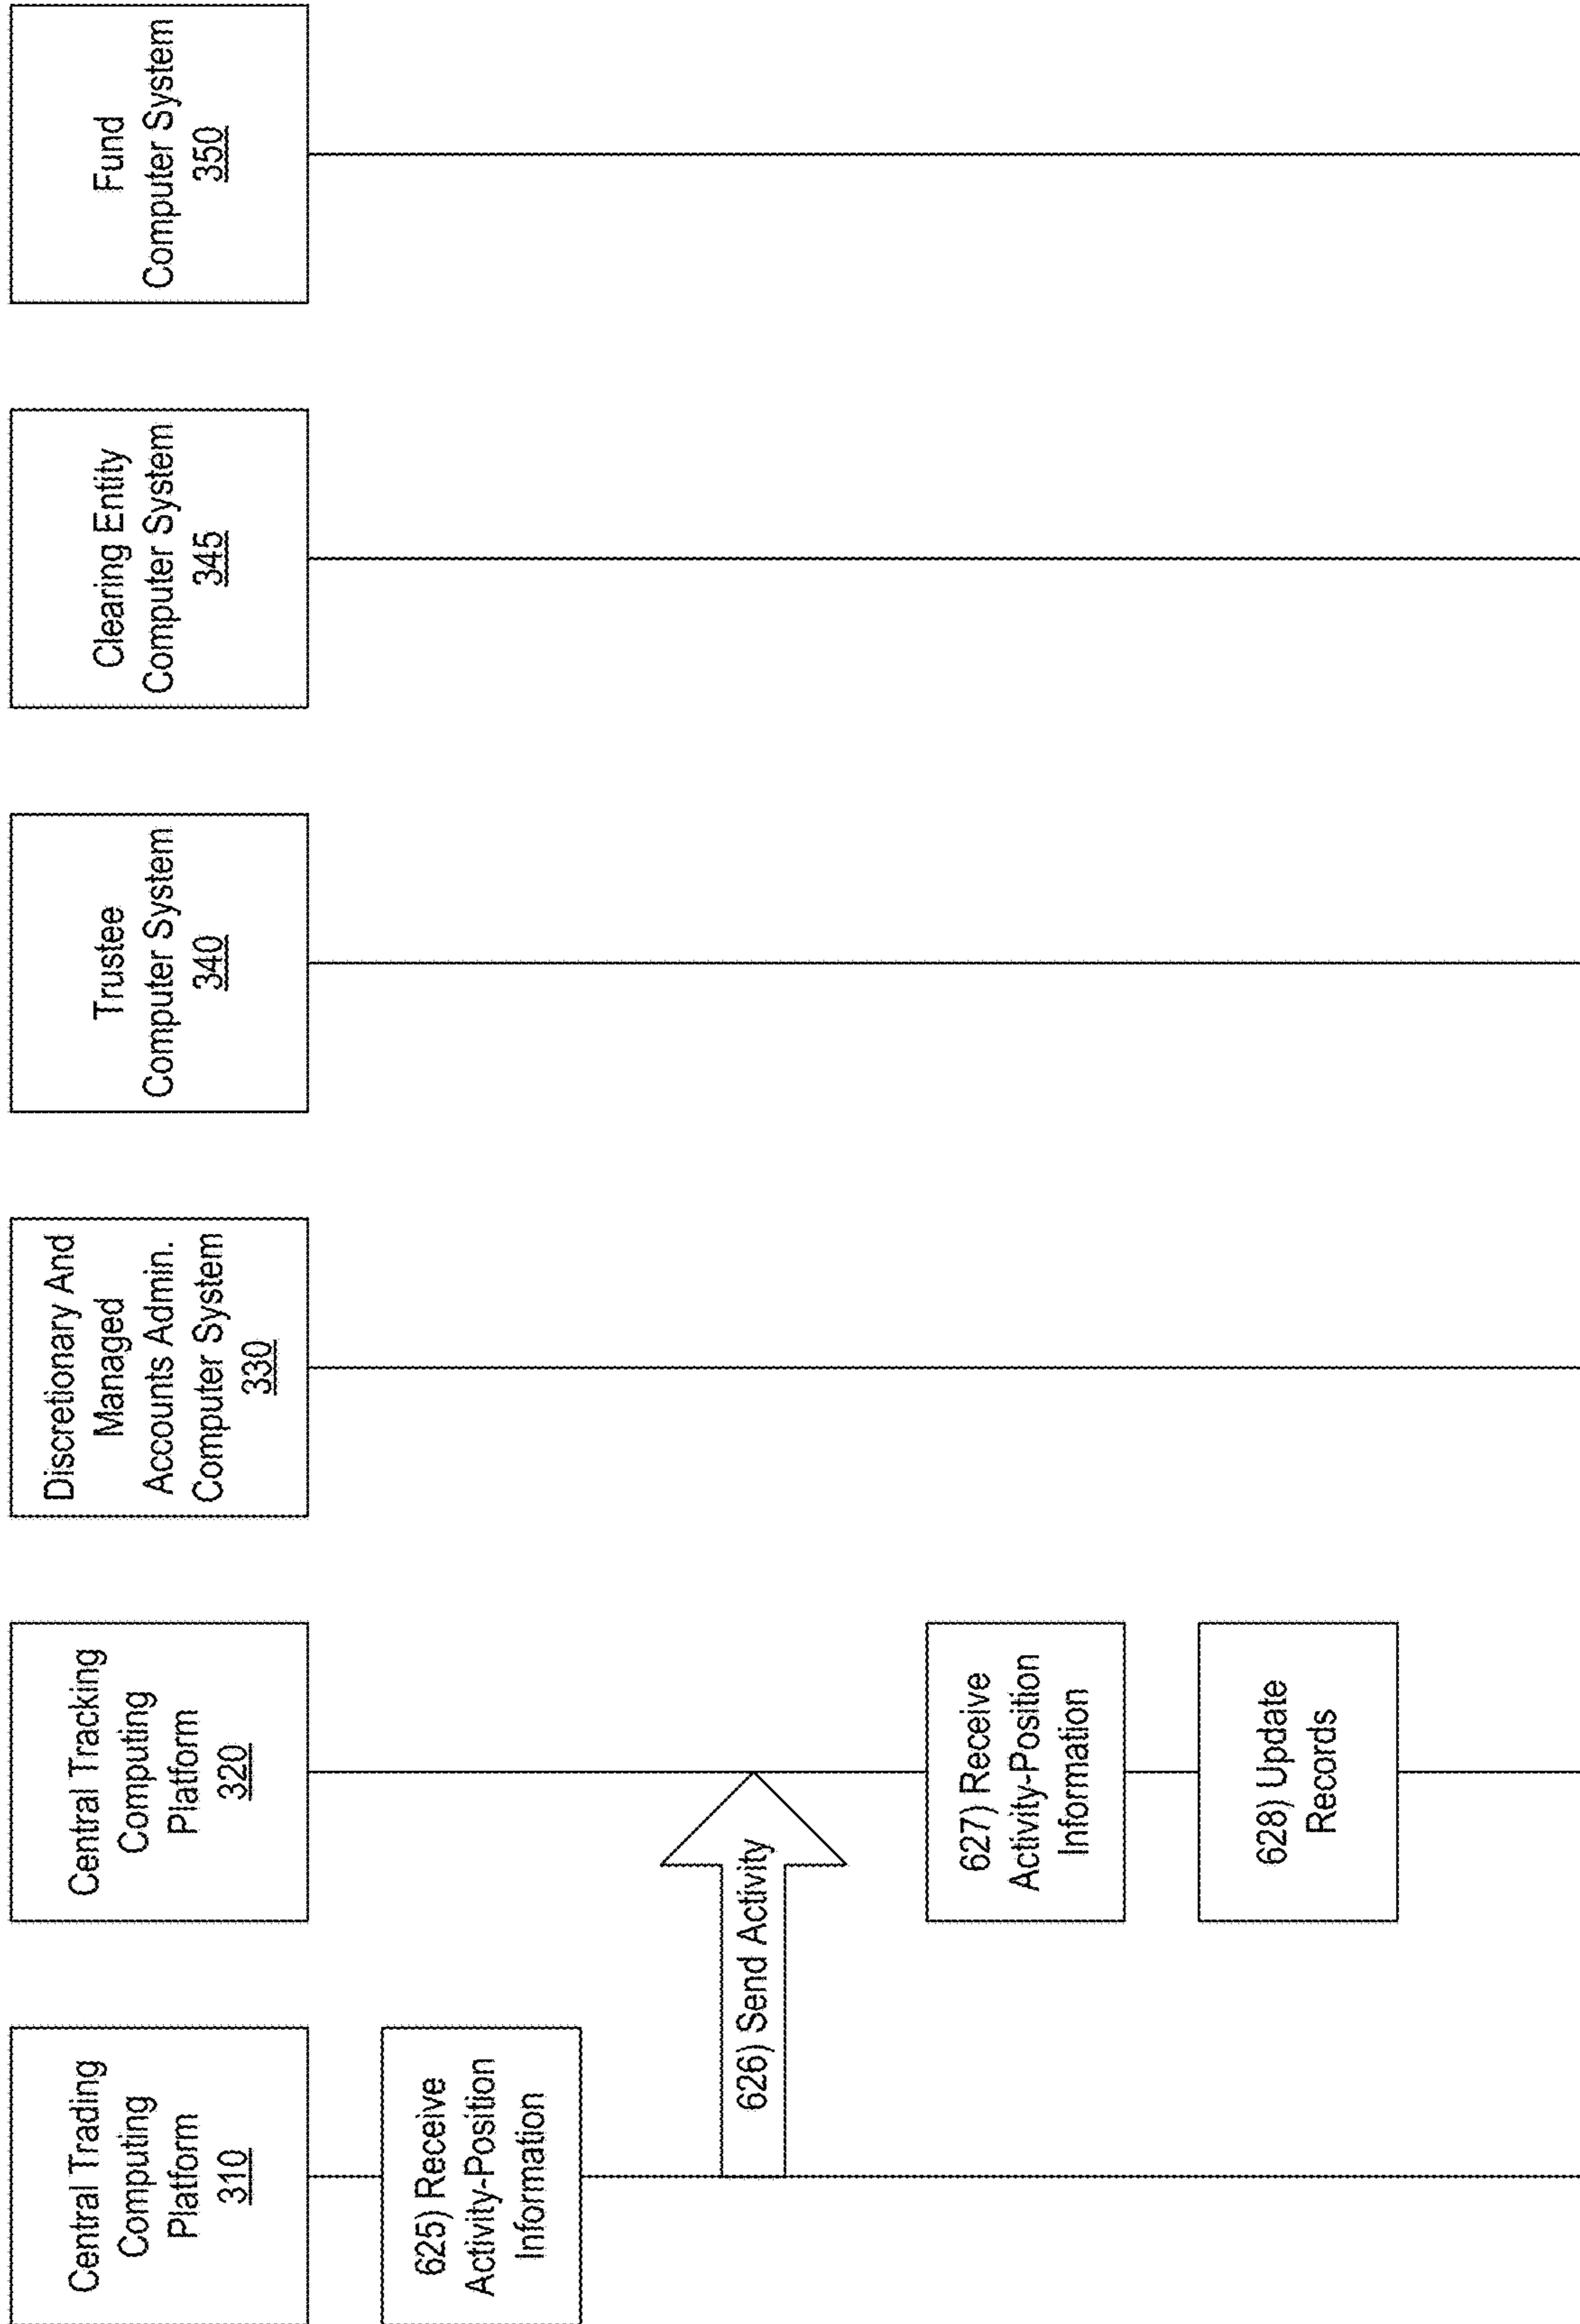 Central Trading
Computing
Platform
310
Central Tracking
Computing
Platform
320
Discretionary And
Managed
Accounts Admin.
Computer System
330
Trustee
Computer System
340
Clearing Entity
Computer System
345
Fund
Computer System
350
625) Receive
Activity-Position
Information
626) Send Activity
627) Receive
Activity-Position
Information
628) Update
Records